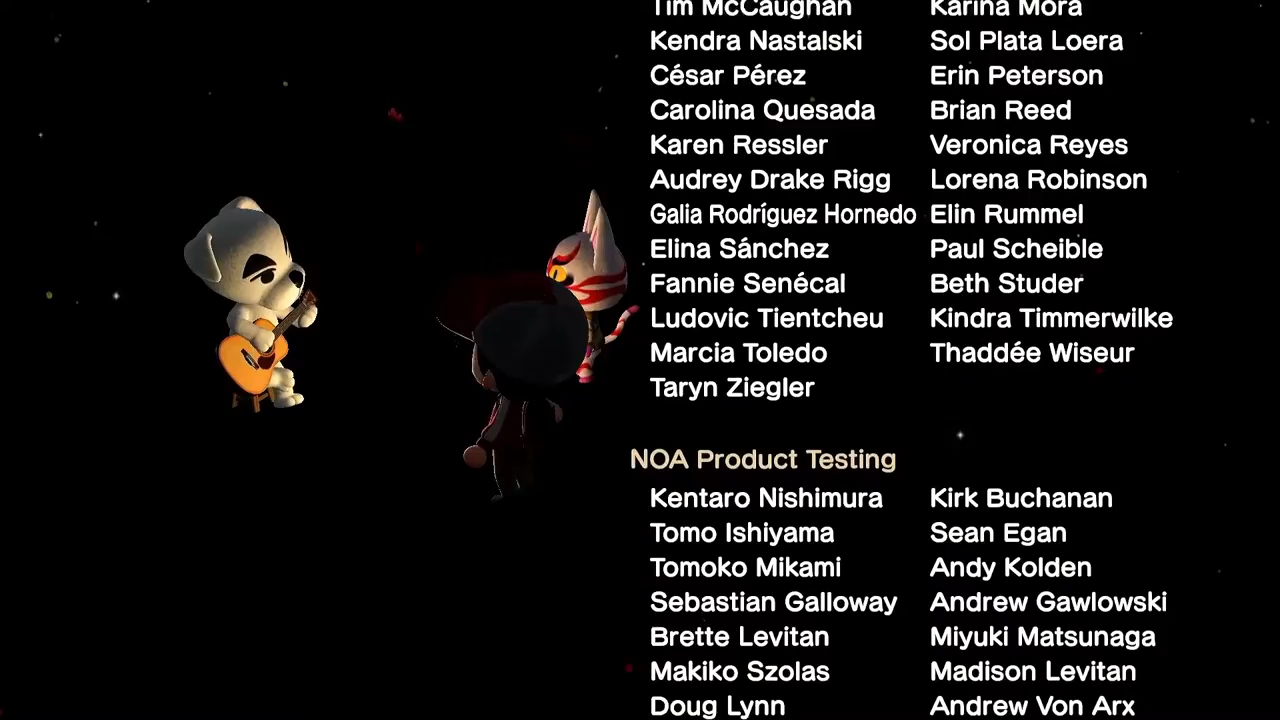 Tim McCaughan Karina Mora
Kendra Nastalski Sol Plata Loera
César Pérez Erin Peterson
Carolina Quesada Brian Reed
Karen Ressler Veronica Reyes
Audrey Drake Rigg Lorena Robinson
Galia Rodríguez Hornedo Elin Rummel
Elina Sánchez Paul Scheible
Fannie Senécal Beth Studer
Ludovic Tientcheu Kindra Timmerwilke
Marcia Toledo Thaddée Wiseur
Taryn Ziegler
NOA Product Testing
Kentaro Nishimura Kirk Buchanan
Tomo Ishiyama Sean Egan
Tomoko Mikami Andy Kolden
Sebastian Galloway Andrew Gawlowski
Brette Levitan Miyuki Matsunaga
Makiko Szolas Madison Levitan
Doug Lynn Andrew Von Arx